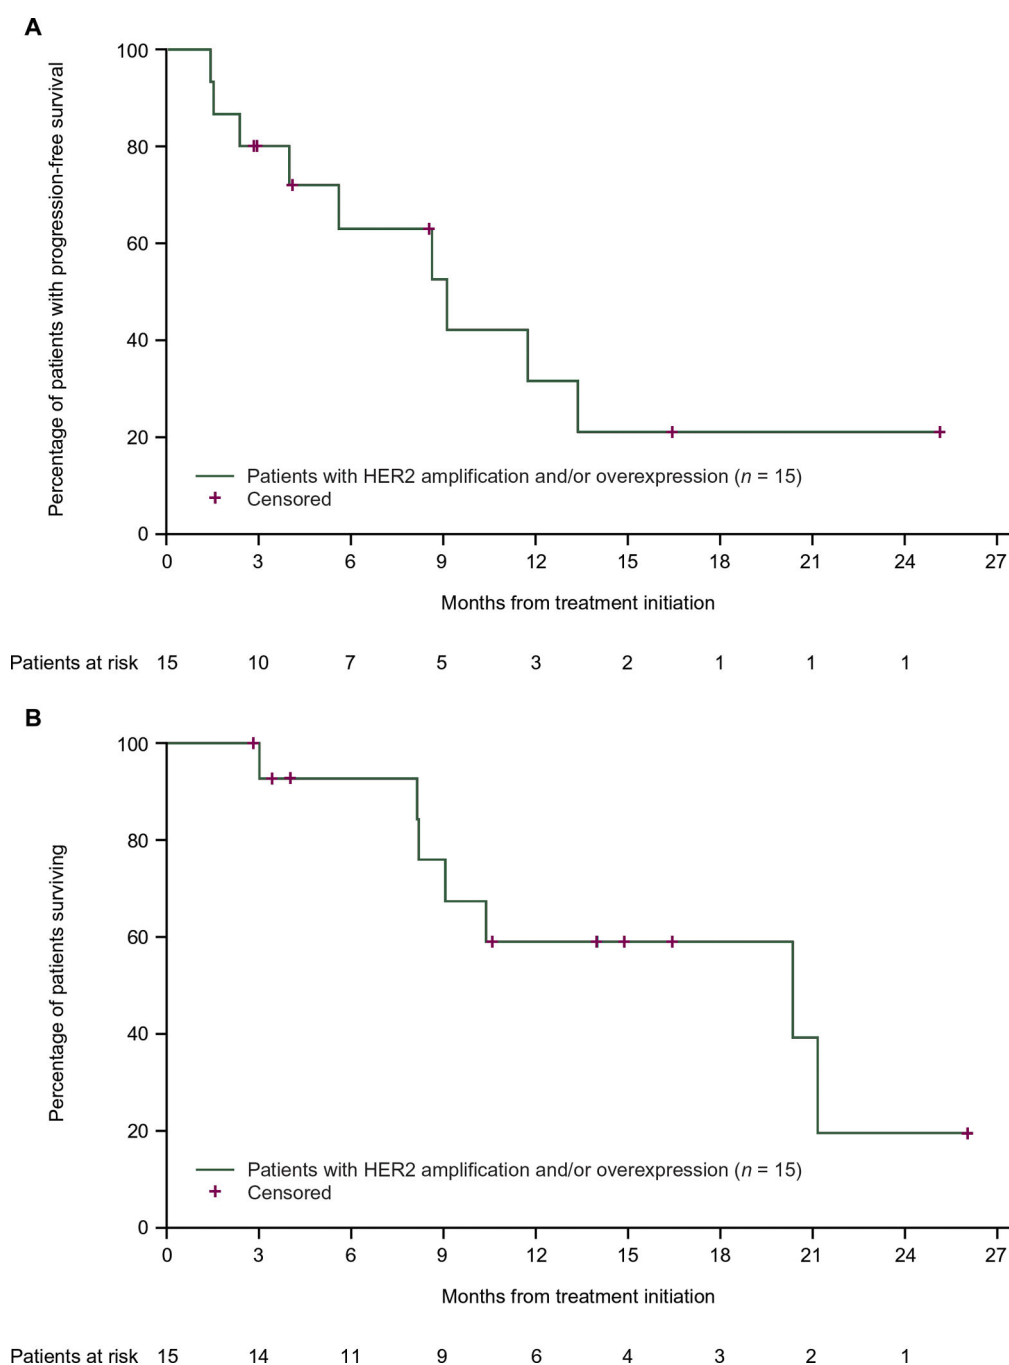 A
Percentage of patients with progression-free survival
100
80
60
40
20
0
Patients with HER2 amplification and/or overexpression (n = 15)
Censored
0 3 6 9 12 15 18 21 24 27
Months from treatment initiation
Patients at risk 15 10 7 5 3 2 1 1 1
B
Percentage of patients surviving
100
80
60
40
20
0
Patients with HER2 amplification and/or overexpression (n = 15)
Censored
0 3 6 9 12 15 18 21 24 27
Months from treatment initiation
Patients at risk 15 14 11 9 6 4 3 2 1